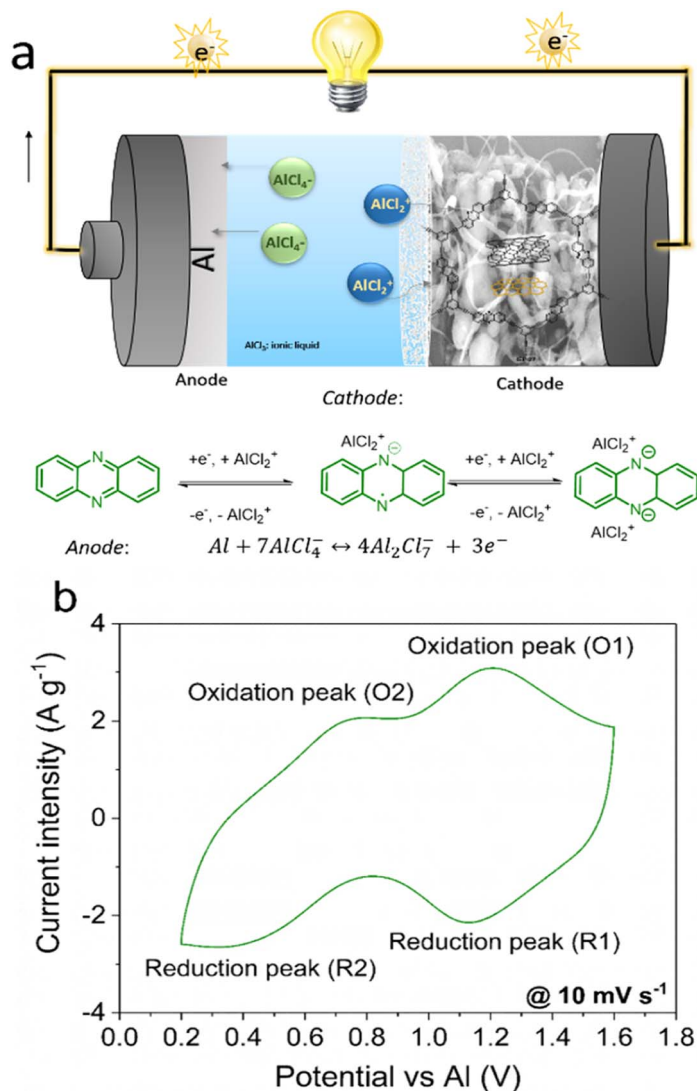 a
e-
e-
AlCl4-
AlCl4-
AlCl2+
AlCl2+
Al
AlCl3: ionic liquid
Anode
Cathode
Cathode:
+e-, + AlCl2+
-e-, - AlCl2+
AlCl2+
N
N
N
N
+e-, + AlCl2+
-e-, - AlCl2+
AlCl2+
N
N
AlCl2+
Anode: Al + 7AlCl4- ↔ 4Al2Cl7- + 3e-
b
Current intensity (A g-1)
4
2
0
-2
-4
Oxidation peak (O1)
Oxidation peak (O2)
Reduction peak (R1)
Reduction peak (R2)
@ 10 mV s-1
0.0 0.2 0.4 0.6 0.8 1.0 1.2 1.4 1.6 1.8
Potential vs Al (V)